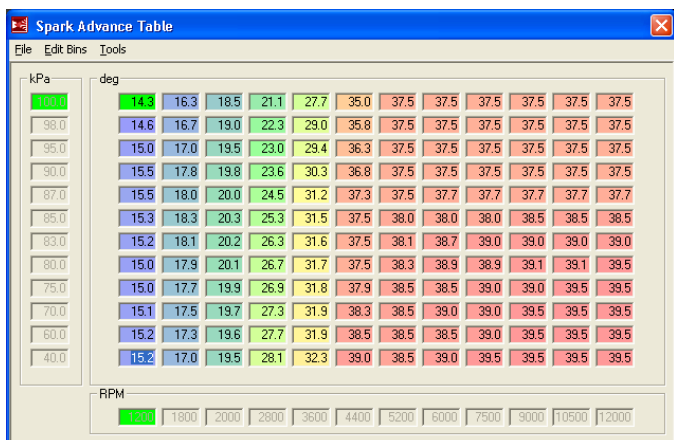 Spark Advance Table
File Edit Bins Tools
kPa deg
100.0 14.3 16.3 18.5 21.1 27.7 35.0 37.5 37.5 37.5 37.5 37.5 37.5
98.0 14.6 16.7 19.0 22.3 29.0 35.8 37.5 37.5 37.5 37.5 37.5 37.5
95.0 15.0 17.0 19.5 23.0 29.4 36.3 37.5 37.5 37.5 37.5 37.5 37.5
90.0 15.5 17.8 19.8 23.6 30.3 36.8 37.5 37.5 37.5 37.5 37.5 37.5
87.0 15.5 18.0 20.0 24.5 31.2 37.3 37.5 37.7 37.7 37.7 37.7 37.7
85.0 15.3 18.3 20.3 25.3 31.5 37.5 38.0 38.0 38.0 38.5 38.5 38.5
83.0 15.2 18.1 20.2 26.3 31.6 37.5 38.1 38.7 39.0 39.0 39.0 39.0
80.0 15.0 17.9 20.1 26.7 31.7 37.5 38.3 38.9 38.9 39.1 39.1 39.5
75.0 15.0 17.7 19.9 26.9 31.8 37.9 38.5 38.5 39.0 39.0 39.5 39.5
70.0 15.1 17.5 19.7 27.3 31.9 38.3 38.5 39.0 39.5 39.5 39.5 39.5
60.0 15.2 17.3 19.6 27.7 31.9 38.5 38.5 39.0 39.5 39.5 39.5 39.5
40.0 15.2 17.0 19.5 28.1 32.3 39.0 38.5 39.0 39.5 39.5 39.5 39.5
RPM
1200 1800 2000 2800 3600 4400 5200 6000 7500 9000 10500 12000